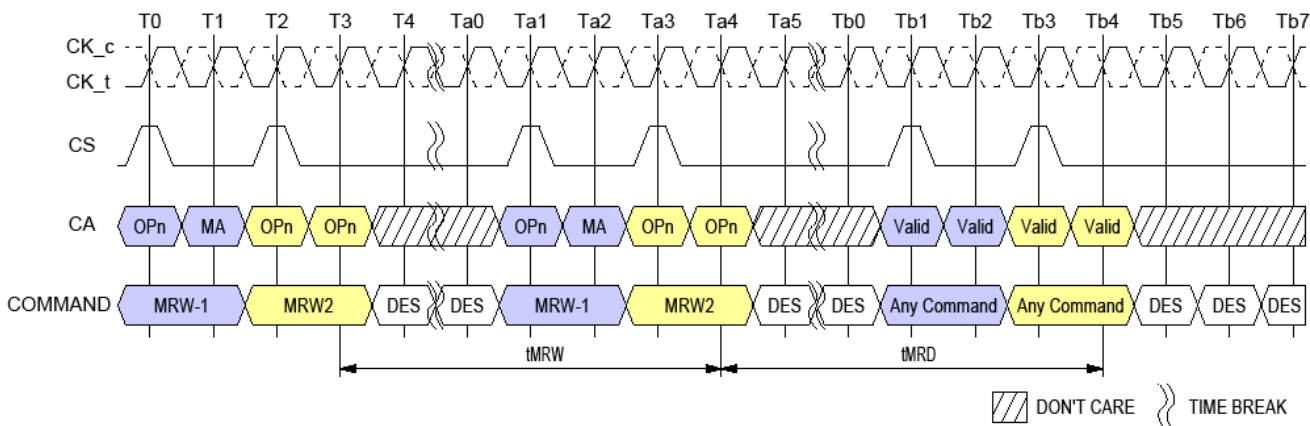 T0 T1 T2 T3 T4 Ta0 Ta1 Ta2 Ta3 Ta4 Ta5 Tb0 Tb1 Tb2 Tb3 Tb4 Tb5 Tb6 Tb7
CK_c
CK_t
CS
CA OPn MA OPn OPn OPn MA OPn OPn Valid Valid Valid Valid
COMMAND MRW-1 MRW2 DES DES MRW-1 MRW2 DES DES Any Command Any Command DES DES DES
tMRW tMRD
DON'T CARE TIME BREAK